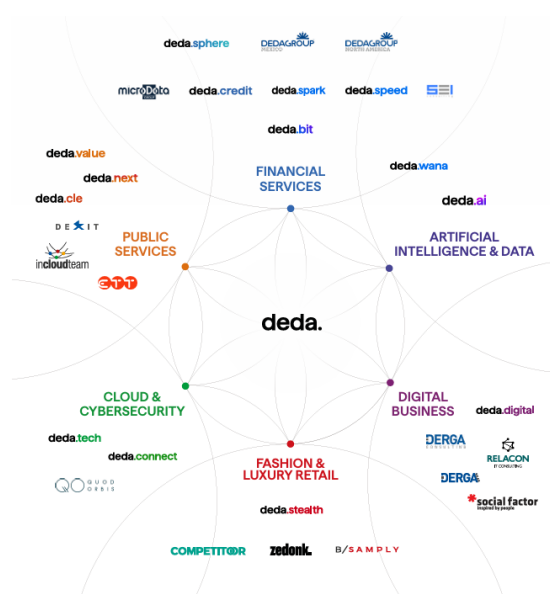 deda.sphere
DEDAGROUP
MEXICO
DEDAGROUP
NORTH AMERICA
microData
deda.credit
deda.spark
deda.speed
SEI
deda.bit
FINANCIAL
SERVICES
deda.value
deda.next
deda.cle
DEXIT
incloudteam
CTT
PUBLIC
SERVICES
deda.wana
deda.ai
ARTIFICIAL
INTELLIGENCE & DATA
deda.
CLOUD &
CYBERSECURITY
deda.tech
deda.connect
QUOD
ORBIS
DIGITAL
BUSINESS
deda.digital
DERGA
CONSULTING
RELACON
IT CONSULTING
DERGA
*social factor
inspired by people
FASHION &
LUXURY RETAIL
deda.stealth
COMPETITOOR
zedonk.
B/SAMPLY